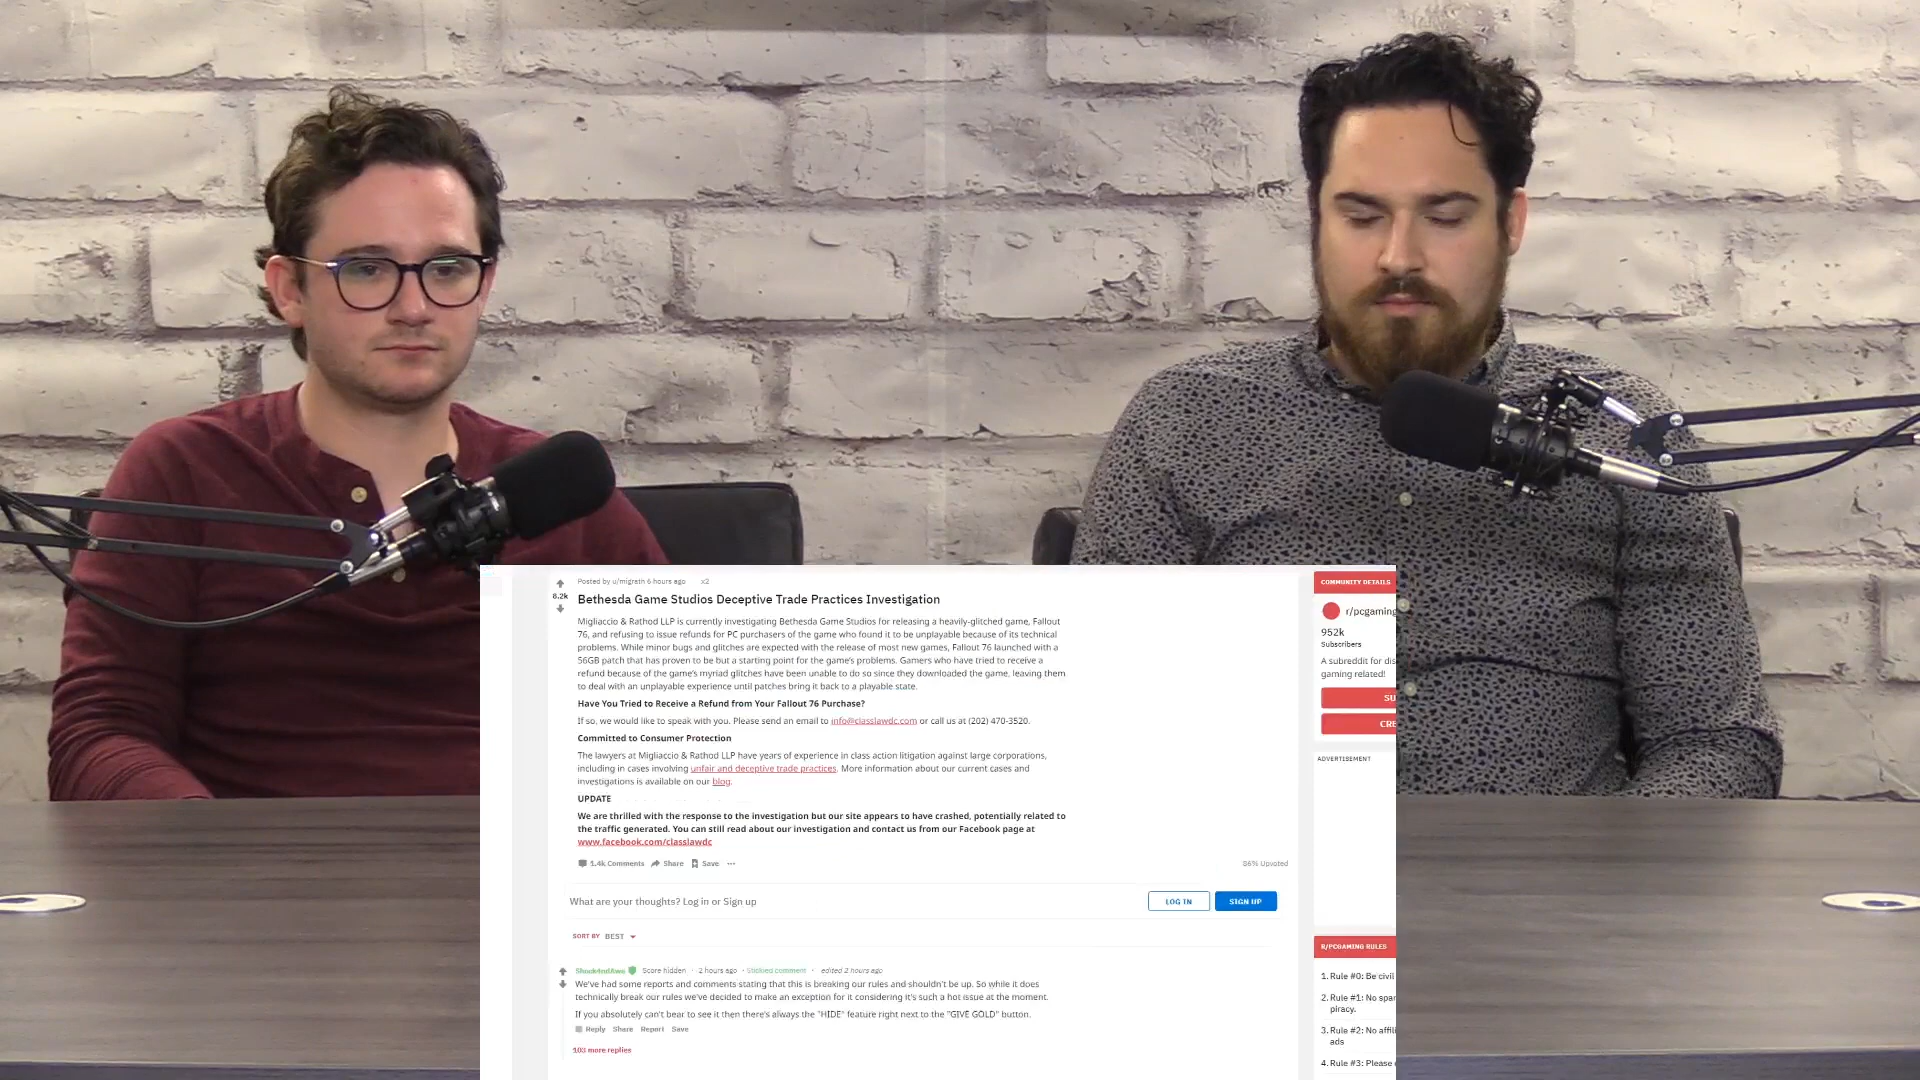 Posted by u/migrath 6 hours ago x2
8.2k
Bethesda Game Studios Deceptive Trade Practices Investigation
Migliaccio & Rathod LLP is currently investigating Bethesda Game Studios for releasing a heavily-glitched game, Fallout
76, and refusing to issue refunds for PC purchasers of the game who found it to be unplayable because of its technical
problems. While minor bugs and glitches are expected with the release of most new games, Fallout 76 launched with a
56GB patch that has proven to be but a starting point for the game's problems. Gamers who have tried to receive a
refund because of the game's myriad glitches have been unable to do so since they downloaded the game, leaving them
to deal with an unplayable experience until patches bring it back to a playable state.
Have You Tried to Receive a Refund from Your Fallout 76 Purchase?
If so, we would like to speak with you. Please send an email to info@classlawdc.com or call us at (202) 470-3520.
Committed to Consumer Protection
The lawyers at Migliaccio & Rathod LLP have years of experience in class action litigation against large corporations,
including in cases involving unfair and deceptive trade practices. More information about our current cases and
investigations is available on our blog.
UPDATE
We are thrilled with the response to the investigation but our site appears to have crashed, potentially related to
the traffic generated. You can still read about our investigation and contact us from our Facebook page at
www.facebook.com/classlawdc
1.4k Comments Share Save ...
86% Upvoted
What are your thoughts? Log in or Sign up
LOG IN
SIGN UP
SORT BY BEST
ShockAndAwe Score hidden · 2 hours ago · Stickied comment · edited 2 hours ago
We've had some reports and comments stating that this is breaking our rules and shouldn't be up. So while it does
technically break our rules we've decided to make an exception for it considering it's such a hot issue at the moment.
If you absolutely can't bear to see it then there's always the "HIDE" feature right next to the "GIVE GOLD" button.
Reply Share Report Save
103 more replies
COMMUNITY DETAILS
r/pcgaming
952k
Subscribers
A subreddit for dis
gaming related!
SU
CRE
ADVERTISEMENT
R/PCGAMING RULES
1. Rule #0: Be civil
2. Rule #1: No spam
piracy.
3. Rule #2: No affili
ads
4. Rule #3: Please